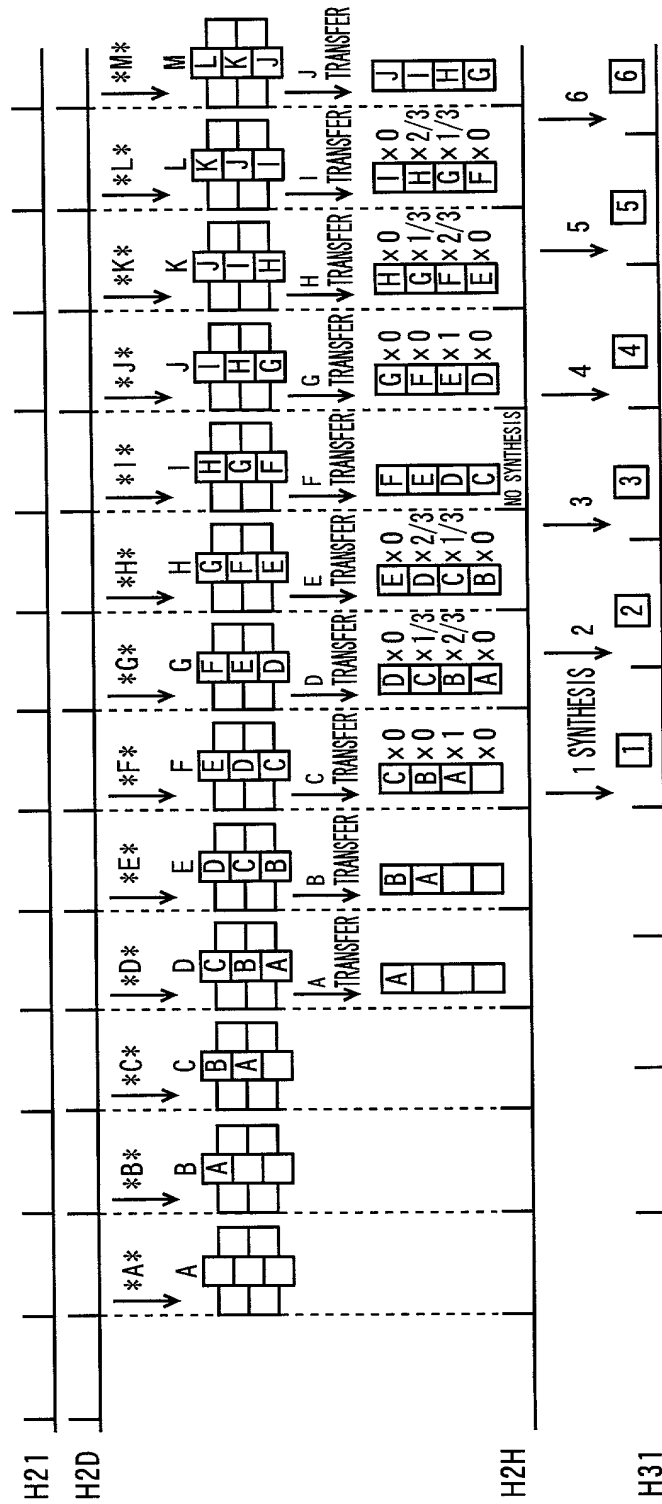 H21
H2D
*A* *B* *C* *D* *E* *F* *G* *H* *I* *J* *K* *L* *M*
A B C D E F G H I J K L M
A B C D E F G H I J K L
A B C D E F G H I J K
A B C D E F G H I J
A B C D E F G H I J
TRANSFER TRANSFER TRANSFER TRANSFER TRANSFER TRANSFER TRANSFER TRANSFER TRANSFER TRANSFER
A B C×0 D×0 E×0 F G×0 H×0 I×0 J
A B×0 C×1/3 D×2/3 E F×0 G×1/3 H×2/3 I
A×1 B×2/3 C×1/3 D E×1 F×2/3 G×1/3 H
×0 A×0 B×0 C D×0 E×0 F×0 G
NO SYNTHESIS
H2H
1 SYNTHESIS 2 3 4 5 6
1 2 3 4 5 6
H31